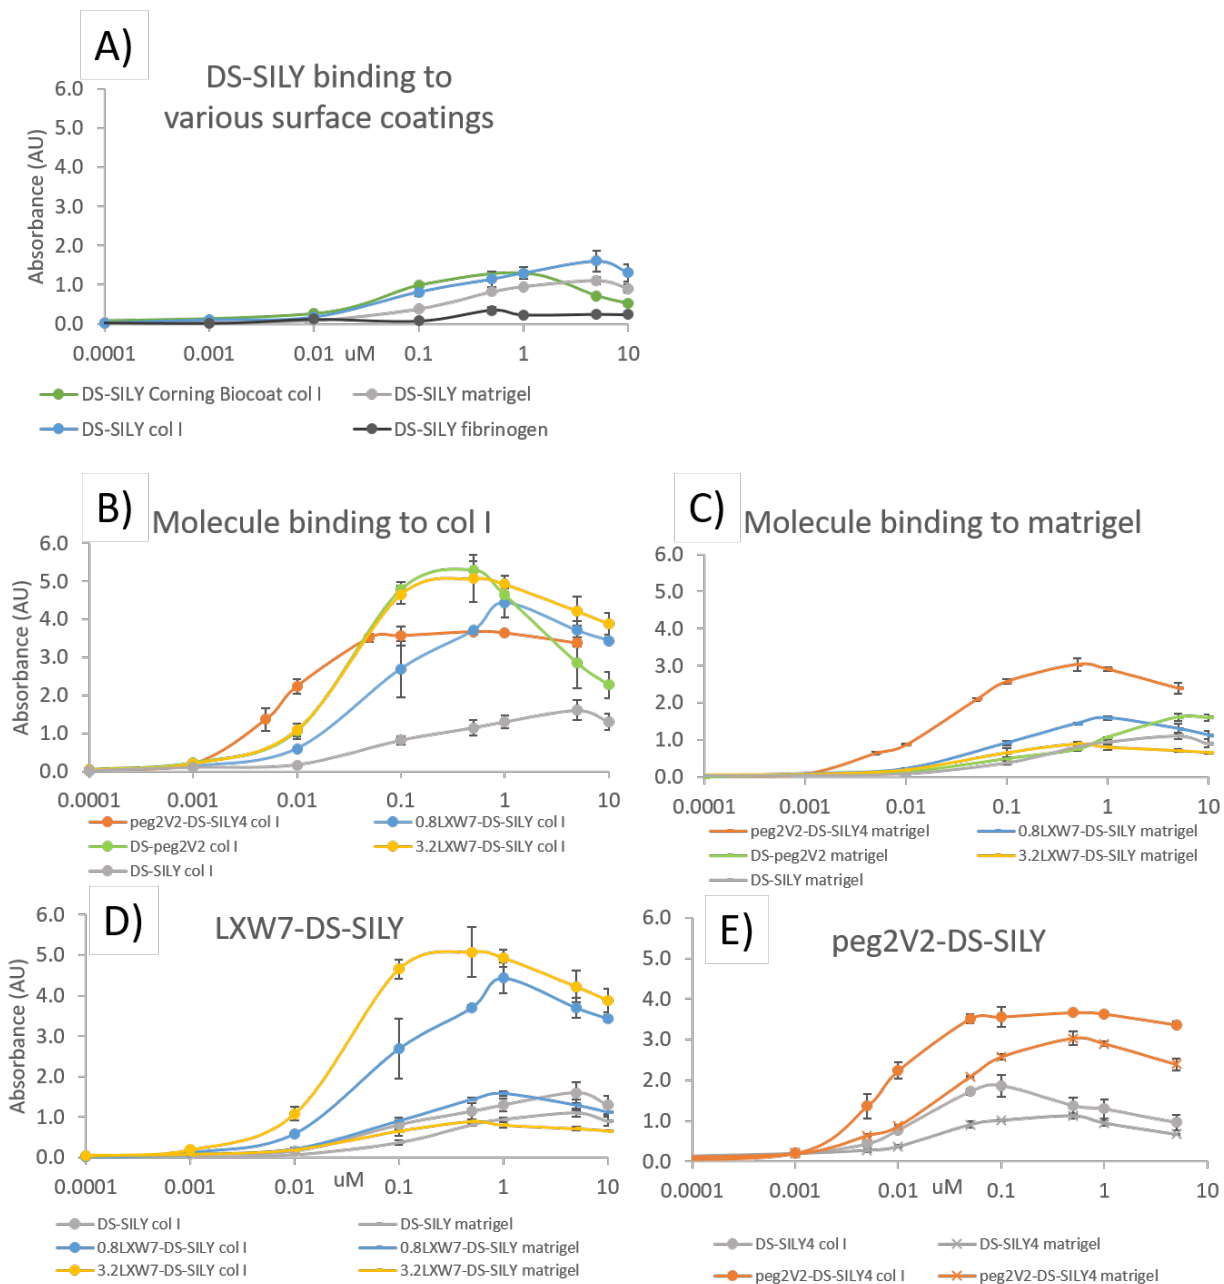 A)
DS-SILY binding to
various surface coatings
Absorbance (AU)
6.0
5.0
4.0
3.0
2.0
1.0
0.0
0.0001 0.001 0.01 uM 0.1 1 10
DS-SILY Corning Biocoat col I DS-SILY matrigel
DS-SILY col I DS-SILY fibrinogen
B)
Molecule binding to col I
Absorbance (AU)
6.0
5.0
4.0
3.0
2.0
1.0
0.0
0.0001 0.001 0.01 0.1 1 10
peg2V2-DS-SILY4 col I 0.8LXW7-DS-SILY col I
DS-peg2V2 col I 3.2LXW7-DS-SILY col I
DS-SILY col I
C)
Molecule binding to matrigel
6.0
5.0
4.0
3.0
2.0
1.0
0.0
0.0001 0.001 0.01 0.1 1 10
peg2V2-DS-SILY4 matrigel 0.8LXW7-DS-SILY matrigel
DS-peg2V2 matrigel 3.2LXW7-DS-SILY matrigel
DS-SILY matrigel
D)
LXW7-DS-SILY
Absorbance (AU)
6.0
5.0
4.0
3.0
2.0
1.0
0.0
0.0001 0.001 0.01 uM 0.1 1 10
DS-SILY col I DS-SILY matrigel
0.8LXW7-DS-SILY col I 0.8LXW7-DS-SILY matrigel
3.2LXW7-DS-SILY col I 3.2LXW7-DS-SILY matrigel
E)
peg2V2-DS-SILY
6.0
5.0
4.0
3.0
2.0
1.0
0.0
0.0001 0.001 0.01 uM 0.1 1 10
DS-SILY4 col I DS-SILY4 matrigel
peg2V2-DS-SILY4 col I peg2V2-DS-SILY4 matrigel